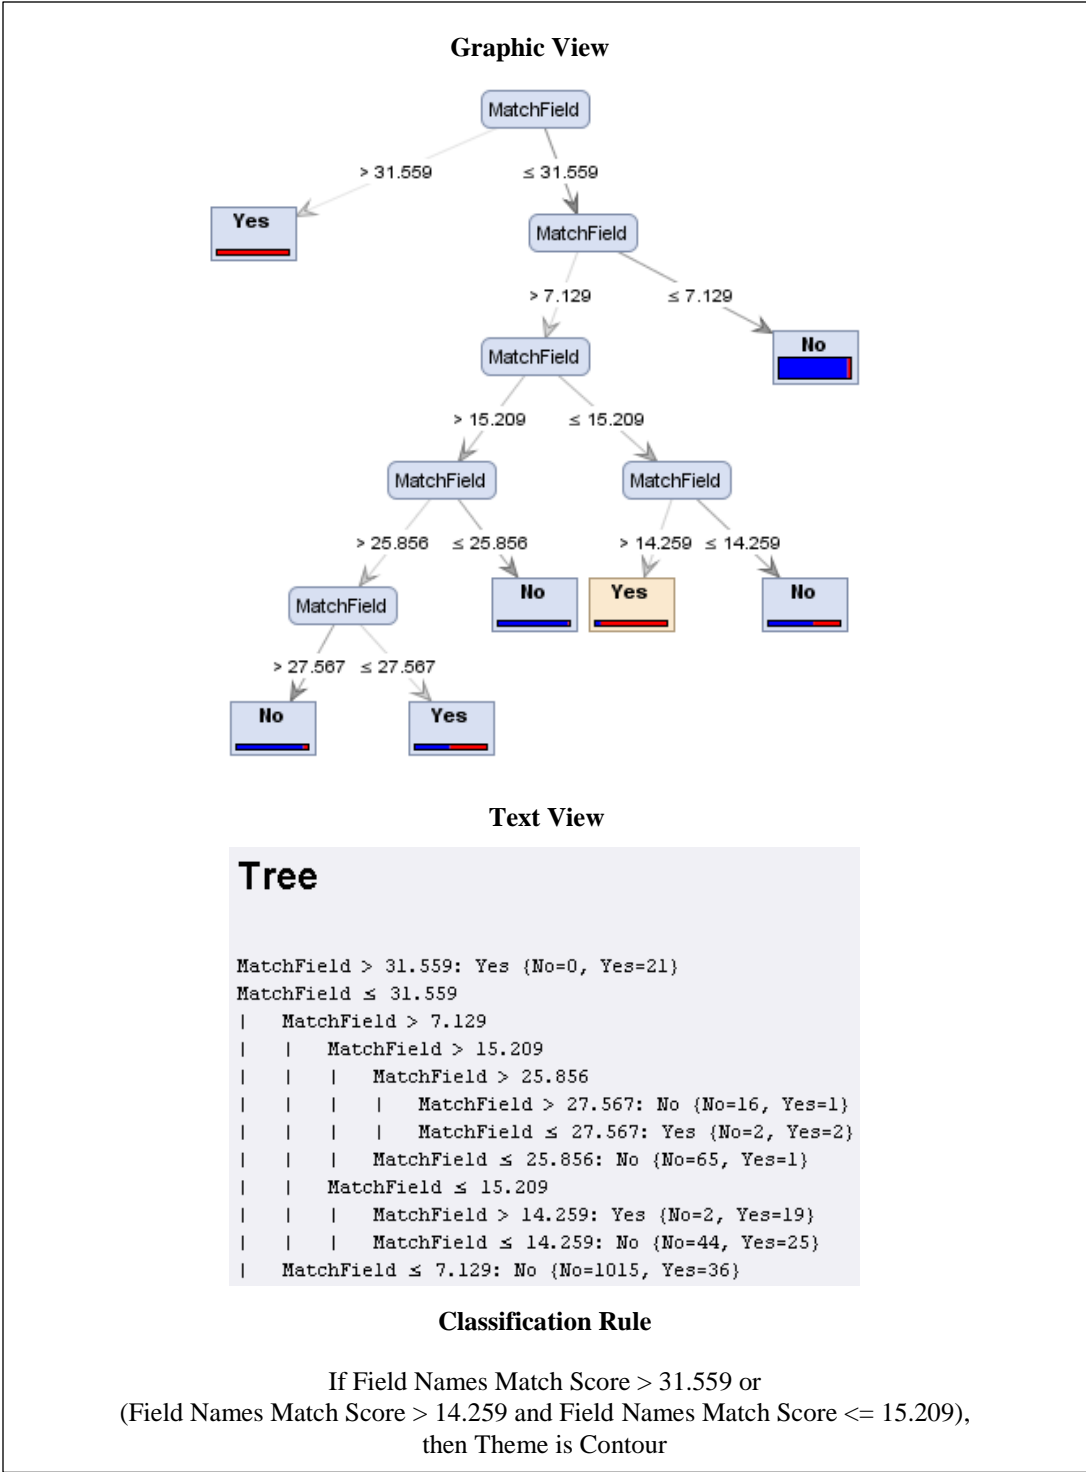 Graphic View
MatchField
> 31.559 ≤ 31.559
Yes
MatchField
> 7.129 ≤ 7.129
MatchField
No
> 15.209 ≤ 15.209
MatchField MatchField
> 25.856 ≤ 25.856 > 14.259 ≤ 14.259
MatchField No Yes No
> 27.567 ≤ 27.567
No Yes
Text View
Tree
MatchField > 31.559: Yes {No=0, Yes=21}
MatchField ≤ 31.559
| MatchField > 7.129
| | MatchField > 15.209
| | | MatchField > 25.856
| | | | MatchField > 27.567: No {No=16, Yes=1}
| | | | MatchField ≤ 27.567: Yes {No=2, Yes=2}
| | | MatchField ≤ 25.856: No {No=65, Yes=1}
| | MatchField ≤ 15.209
| | | MatchField > 14.259: Yes {No=2, Yes=19}
| | | MatchField ≤ 14.259: No {No=44, Yes=25}
| MatchField ≤ 7.129: No {No=1015, Yes=36}
Classification Rule
If Field Names Match Score > 31.559 or
(Field Names Match Score > 14.259 and Field Names Match Score <= 15.209),
then Theme is Contour